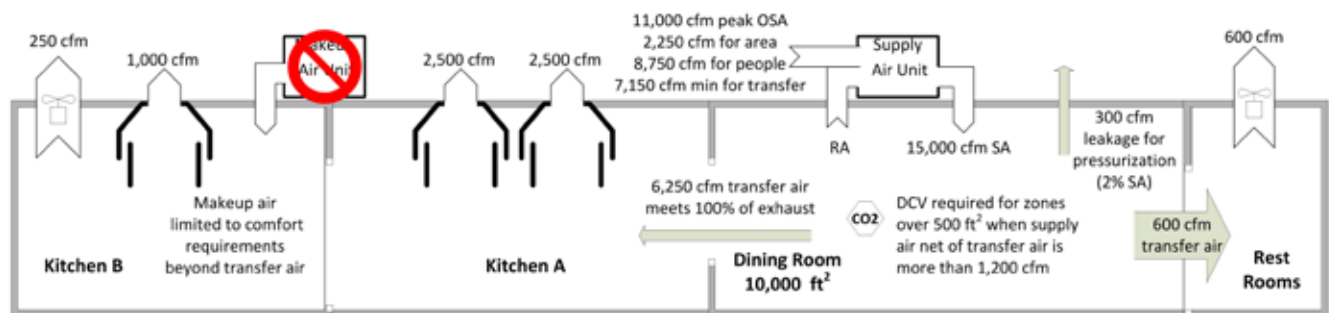 250 cfm
1,000 cfm
Air Unit
2,500 cfm
2,500 cfm
11,000 cfm peak OSA
2,250 cfm for area
8,750 cfm for people
7,150 cfm min for transfer
Supply
Air Unit
600 cfm
RA
15,000 cfm SA
300 cfm
leakage for
pressurization
(2% SA)
Makeup air
limited to comfort
requirements
beyond transfer air
6,250 cfm transfer air
meets 100% of exhaust
CO2
DCV required for zones
over 500 ft² when supply
air net of transfer air is
more than 1,200 cfm
600 cfm
transfer air
Kitchen B
Kitchen A
Dining Room
10,000 ft²
Rest
Rooms